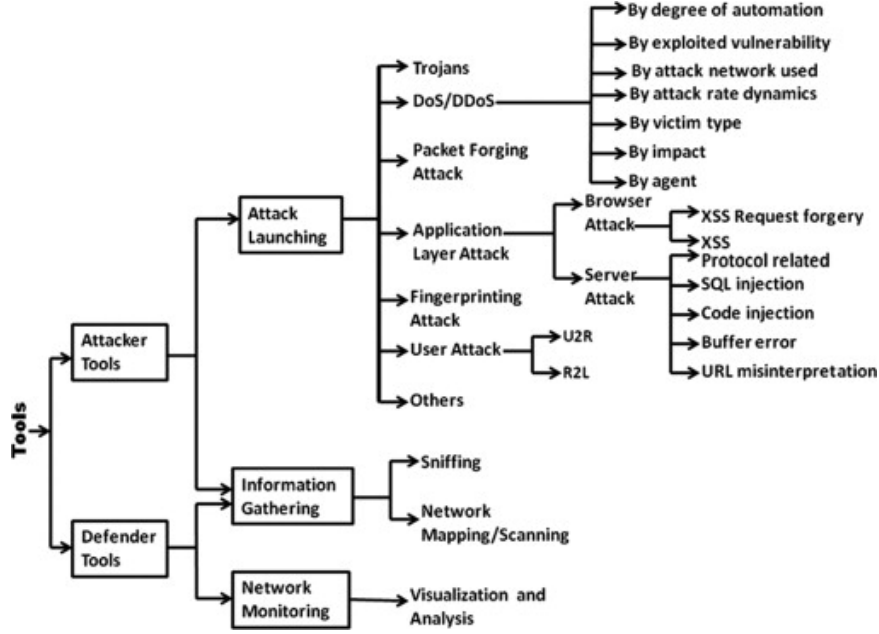 By degree of automation
By exploited vulnerability
Trojans
By attack network used
DoS/DDoS
By attack rate dynamics
By victim type
Packet Forging
Attack
By impact
By agent
Attack
Launching
Browser
Attack
XSS Request forgery
Application
Layer Attack
XSS
Protocol related
Server
Attack
SQL injection
Fingerprinting
Attack
Code injection
Attacker
Tools
User Attack
U2R
Buffer error
R2L
URL misinterpretation
Others
Tools
Sniffing
Information
Gathering
Network
Mapping/Scanning
Defender
Tools
Network
Monitoring
Visualization and
Analysis